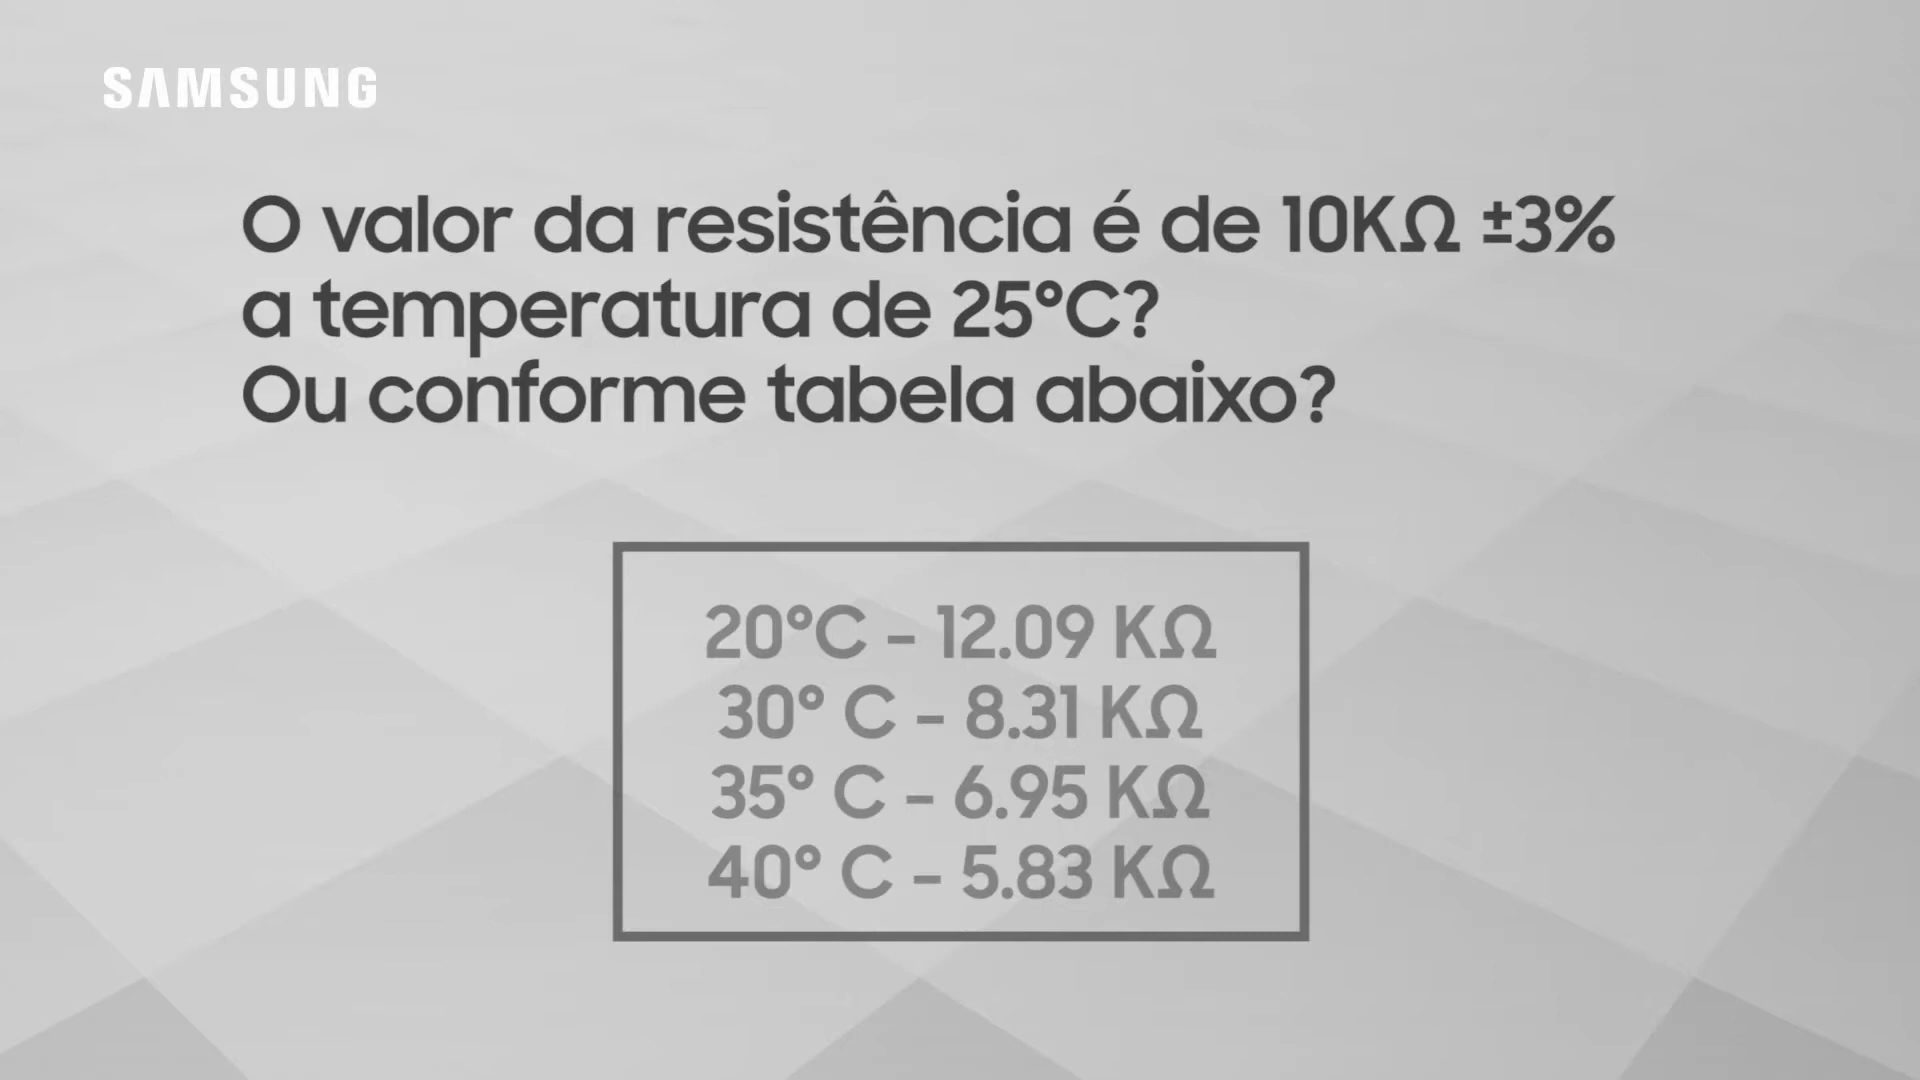 SAMSUNG
O valor da resistência é de 10KΩ ±3%
a temperatura de 25°C?
Ou conforme tabela abaixo?
20°C - 12.09 KΩ
30° C - 8.31 KΩ
35° C - 6.95 KΩ
40° C - 5.83 KΩ